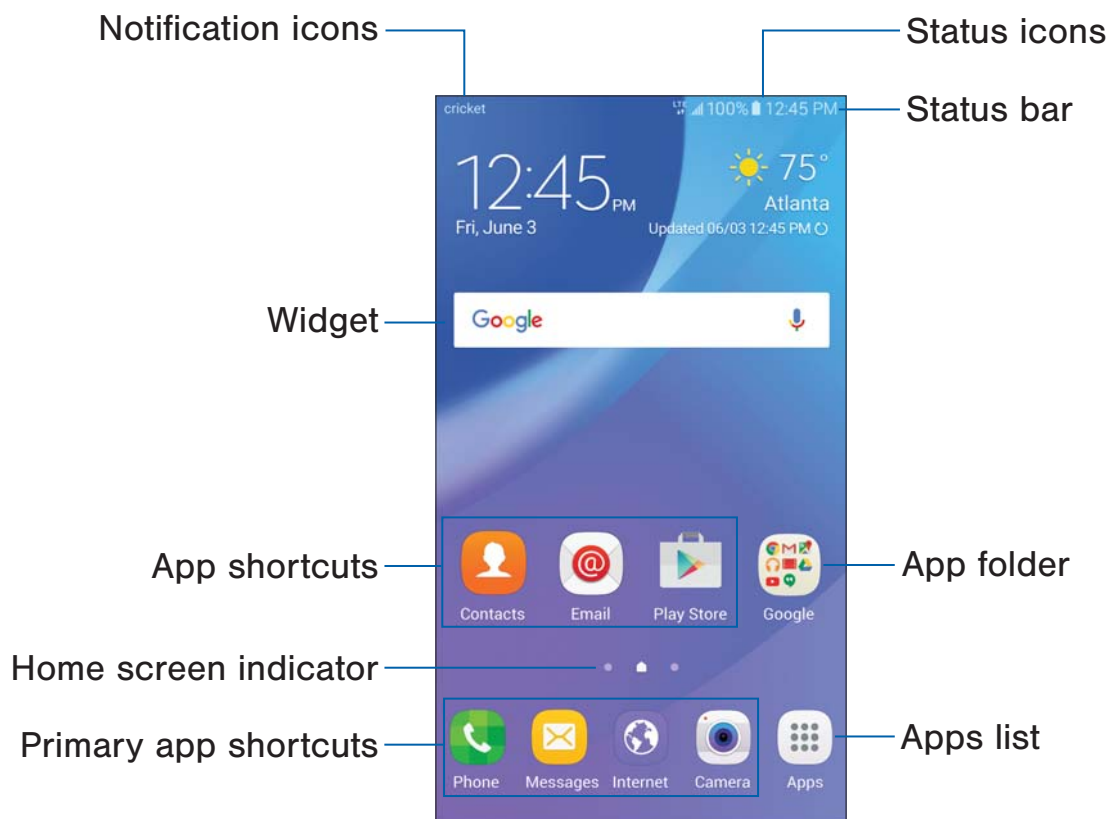 Notification icons
Status icons
cricket
LTE
100%
12:45 PM
Status bar
12:45 PM
75°
Atlanta
Fri, June 3
Updated 06/03 12:45 PM
Widget
Google
App shortcuts
App folder
Contacts
Email
Play Store
Google
Home screen indicator
Primary app shortcuts
Apps list
Phone
Messages
Internet
Camera
Apps